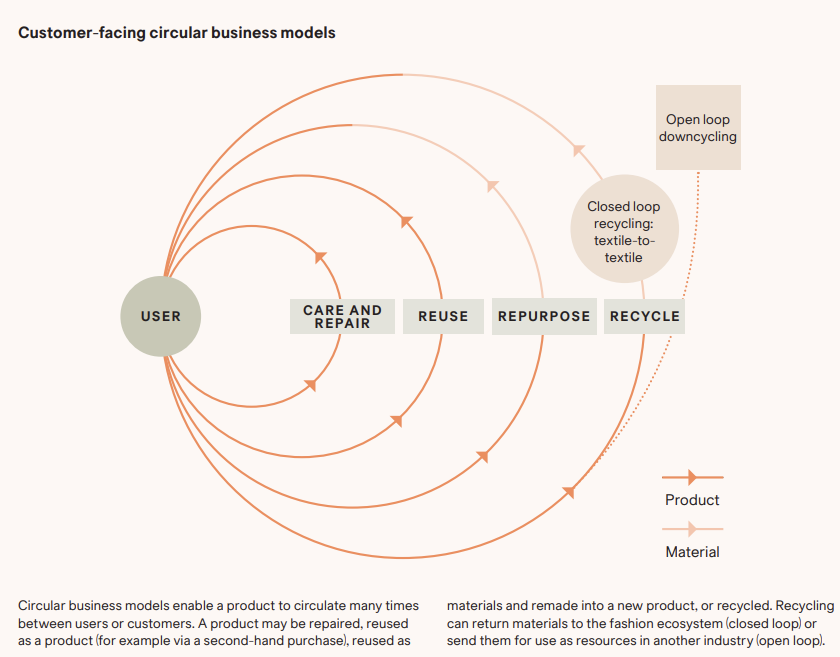 Customer-facing circular business models
Open loop
downcycling
Closed loop
recycling:
textile-to-
textile
USER
CARE AND
REPAIR
REUSE
REPURPOSE
RECYCLE
Product
Material
Circular business models enable a product to circulate many times
between users or customers. A product may be repaired, reused
as a product (for example via a second-hand purchase), reused as
materials and remade into a new product, or recycled. Recycling
can return materials to the fashion ecosystem (closed loop) or
send them for use as resources in another industry (open loop).